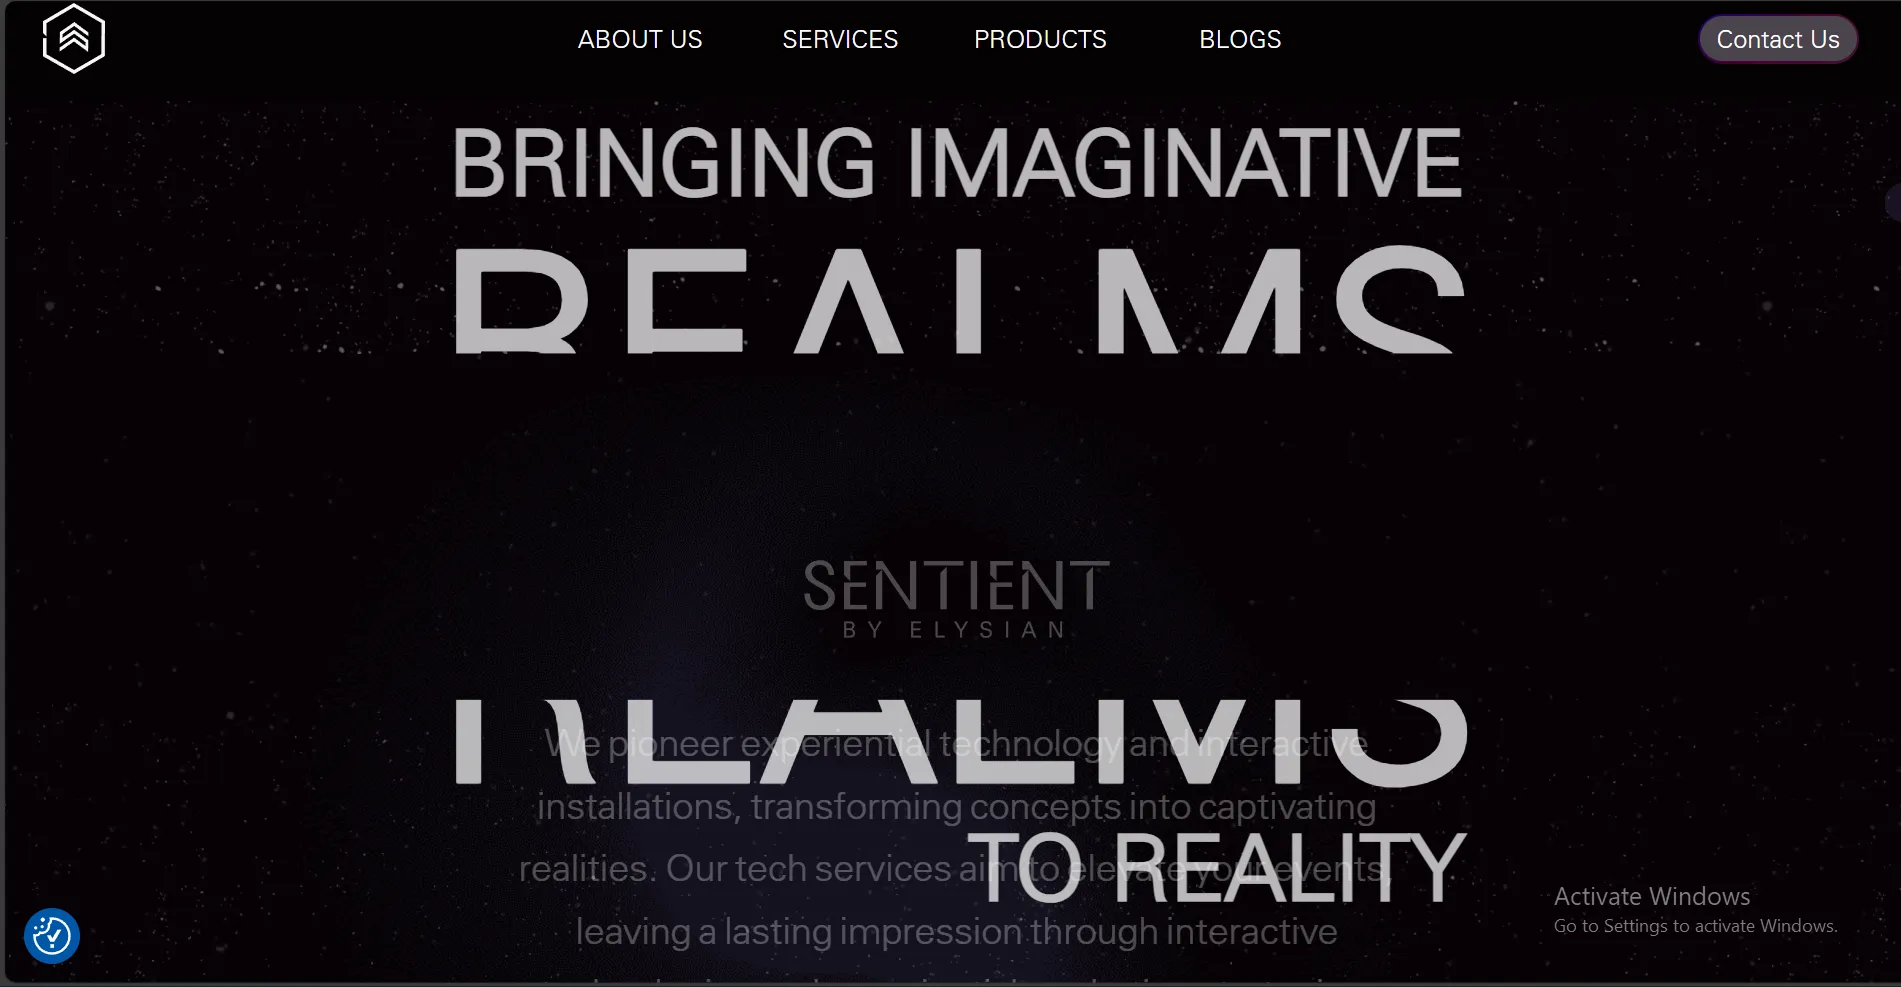 ABOUT US
SERVICES
PRODUCTS
BLOGS
Contact Us
BRINGING IMAGINATIVE
REALMS
SENTIENT
BY ELYSIAN
We pioneer experiential technology and interactive
installations, transforming concepts into captivating
realities. Our tech services aim to elevate your events,
leaving a lasting impression through interactive
TO REALITY
Activate Windows
Go to Settings to activate Windows.